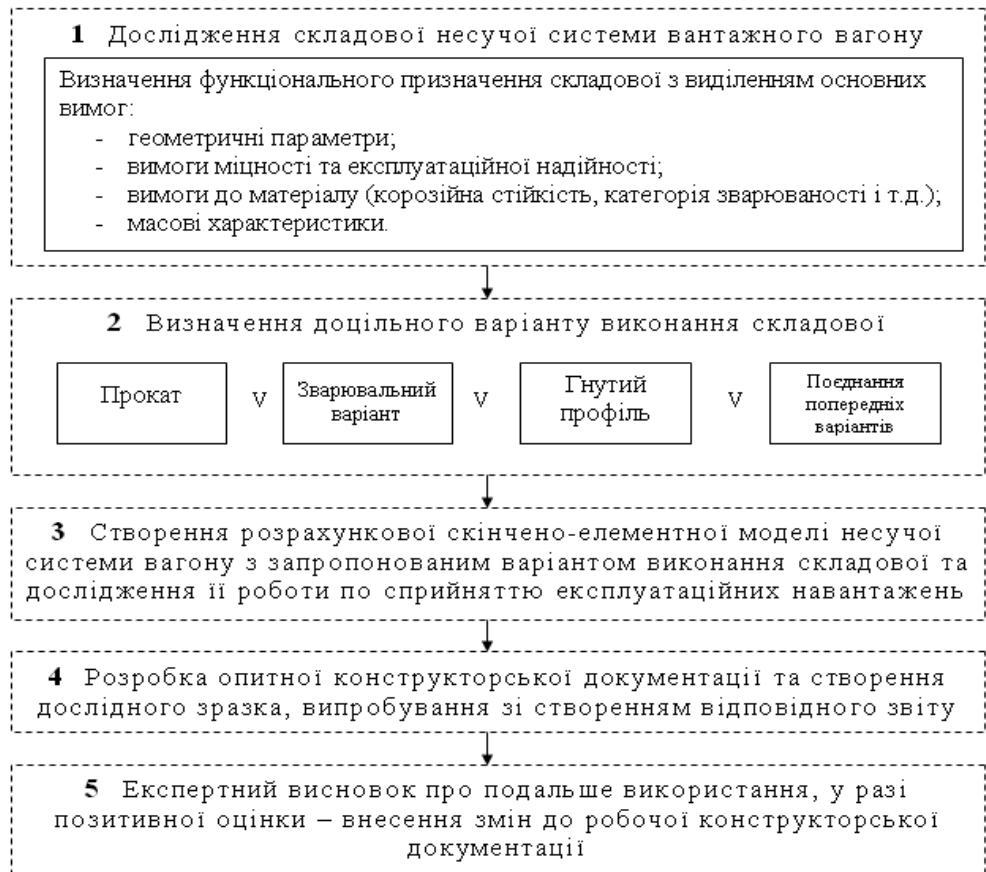 1 Дослідження складової несучої системи вантажного вагону
Визначення функціонального призначення складової з виділенням основних
вимог:
- геометричні параметри;
- вимоги міцності та експлуатаційної надійності;
- вимоги до матеріалу (корозійна стійкість, категорія зварюваності і т.д.);
- масові характеристики.
2 Визначення доцільного варіанту виконання складової
Прокат
V
Зварювальний
варіант
V
Гнутий
профіль
V
Поєднання
попередніх
варіантів
3 Створення розрахункової скінчено-елементної моделі несучої
системи вагону з запропонованим варіантом виконання складової та
дослідження її роботи по сприйняттю експлуатаційних навантажень
4 Розробка опитної конструкторської документації та створення
дослідного зразка, випробування зі створенням відповідного звіту
5 Експертний висновок про подальше використання, у разі
позитивної оцінки – внесення змін до робочої конструкторської
документації